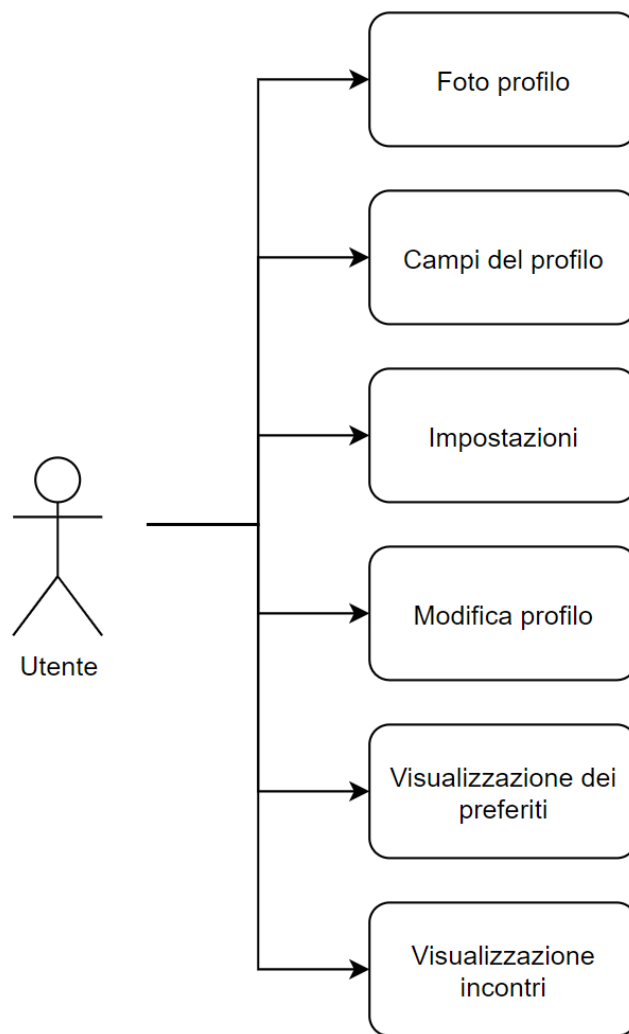 Foto profilo
Campi del profilo
Impostazioni
Utente
Modifica profilo
Visualizzazione dei
preferiti
Visualizzazione
incontri